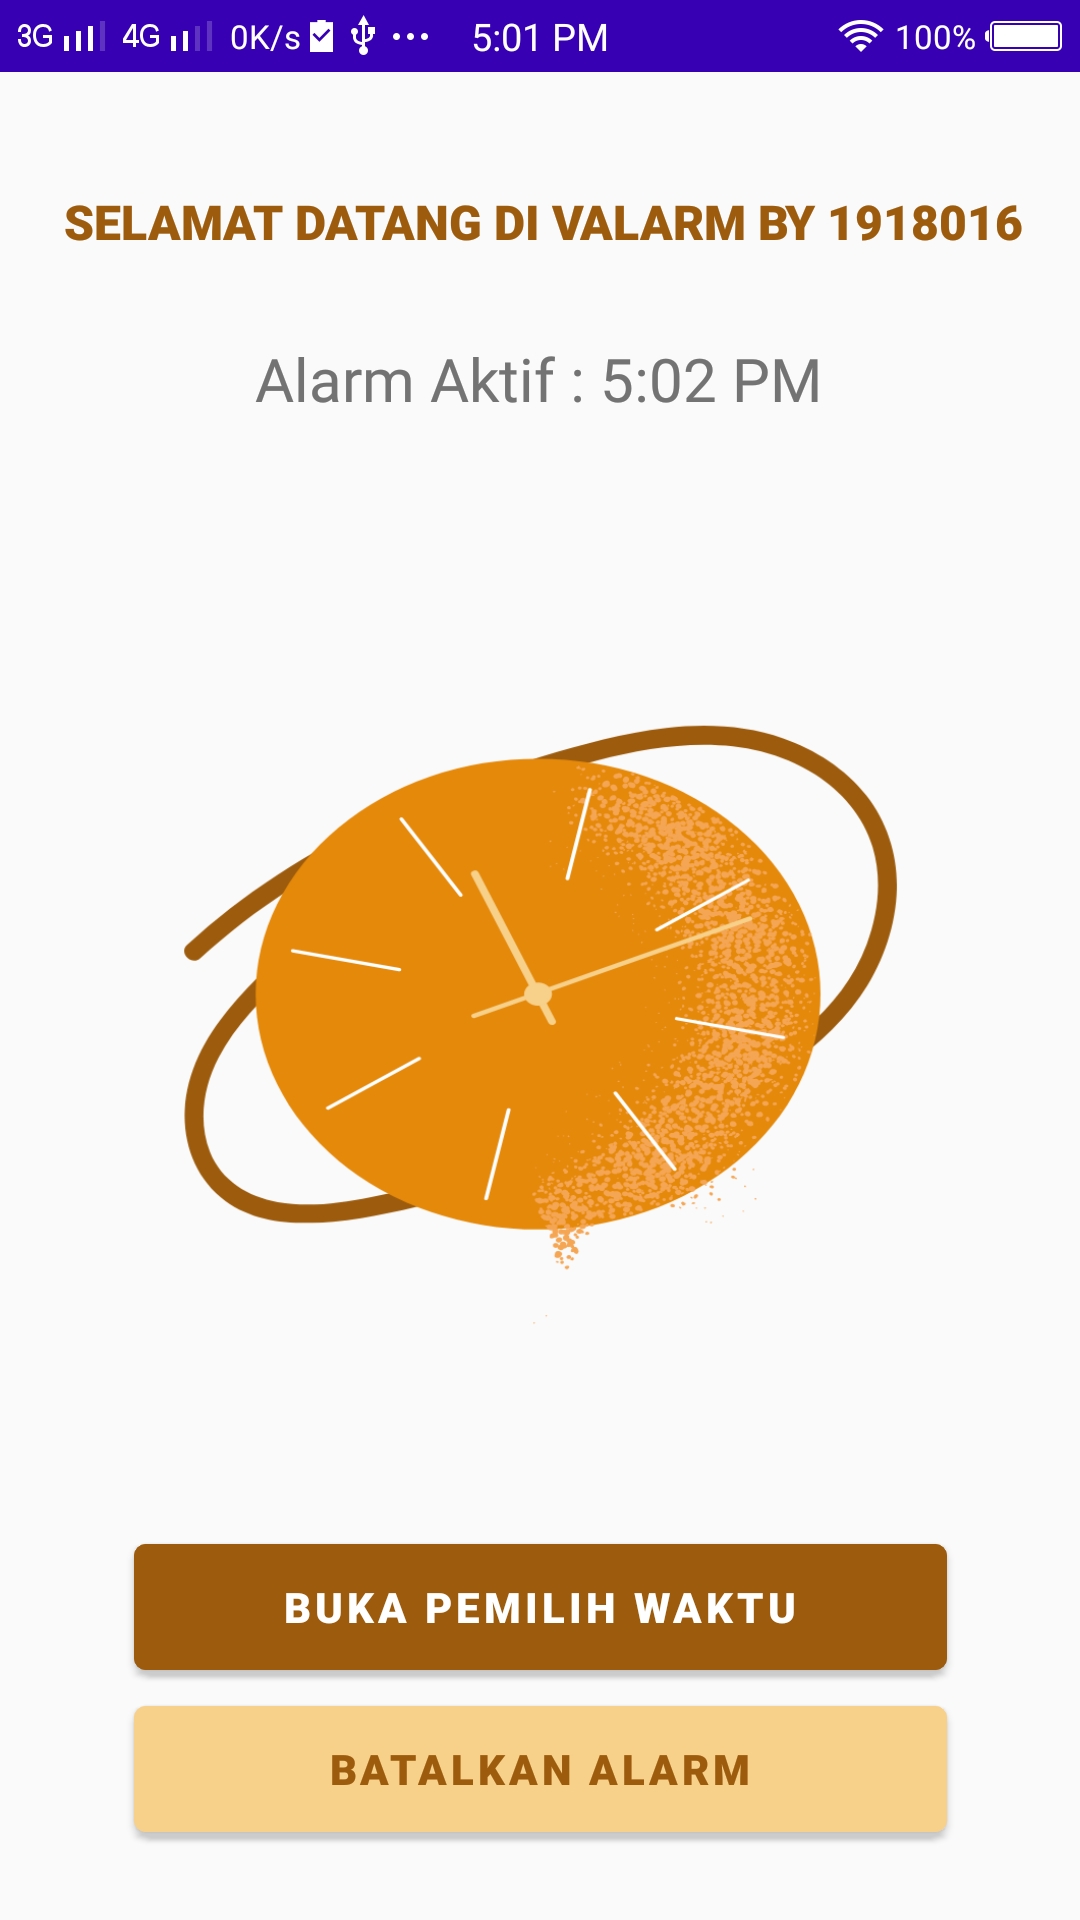 3G 4G 0K/s 5:01 PM 100%
SELAMAT DATANG DI VALARM BY 1918016
Alarm Aktif : 5:02 PM
BUKA PEMILIH WAKTU
BATALKAN ALARM